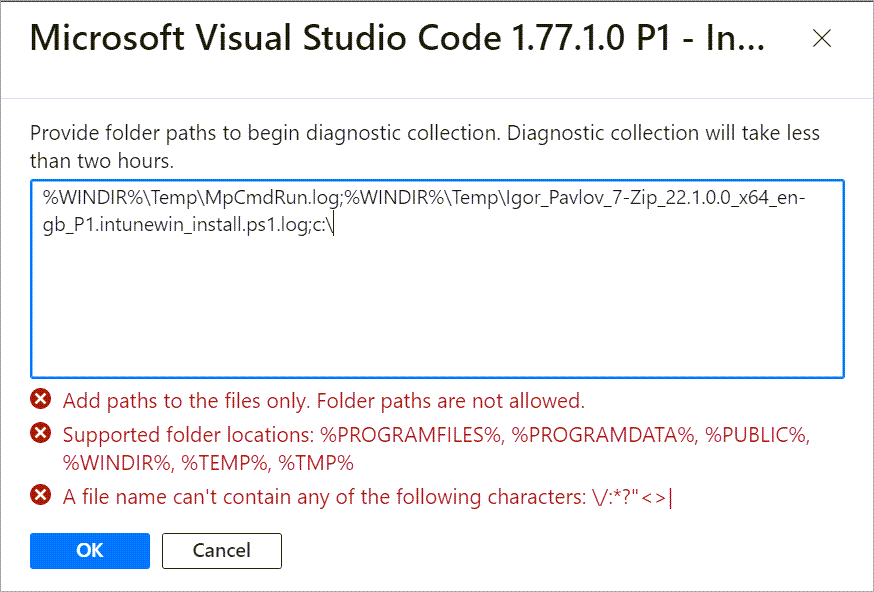 Microsoft Visual Studio Code 1.77.1.0 P1 - In...
Provide folder paths to begin diagnostic collection. Diagnostic collection will take less
than two hours.
%WINDIR%\Temp\MpCmdRun.log;%WINDIR%\Temp\Igor_Pavlov_7-Zip_22.1.0.0_x64_en-
gb_P1.intunewin_install.ps1.log;c:\
Add paths to the files only. Folder paths are not allowed.
Supported folder locations: %PROGRAMFILES%, %PROGRAMDATA%, %PUBLIC%,
%WINDIR%, %TEMP%, %TMP%
A file name can't contain any of the following characters: \/:*?"<>|
OK
Cancel